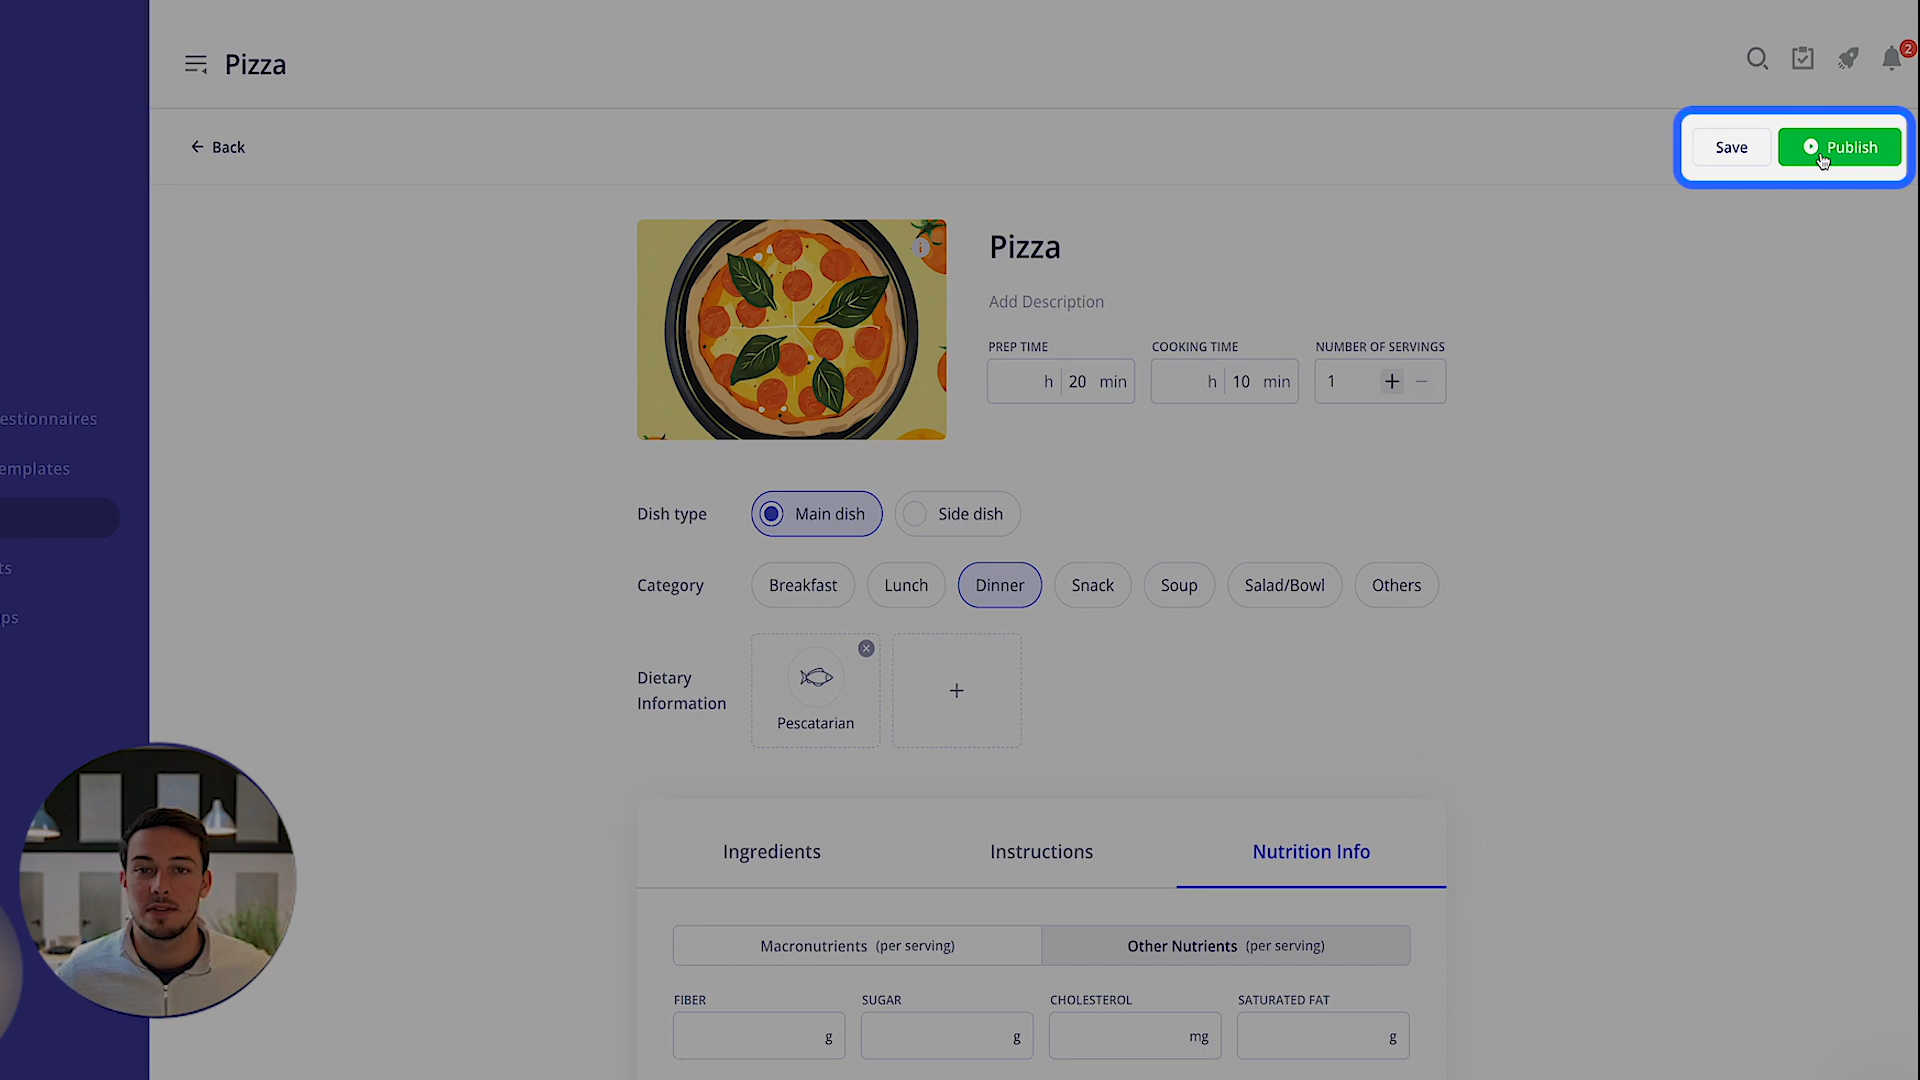 Pizza
2
Back
Save
Publish
Pizza
Add Description
PREP TIME
COOKING TIME
NUMBER OF SERVINGS
h 20 min
h 10 min
1
Dish type
Main dish
Side dish
Category
Breakfast
Lunch
Dinner
Snack
Soup
Salad/Bowl
Others
Dietary
Information
Pescatarian
estionnaires
emplates
ts
ps
Ingredients
Instructions
Nutrition Info
Macronutrients (per serving)
Other Nutrients (per serving)
FIBER
SUGAR
CHOLESTEROL
SATURATED FAT
g
g
mg
g